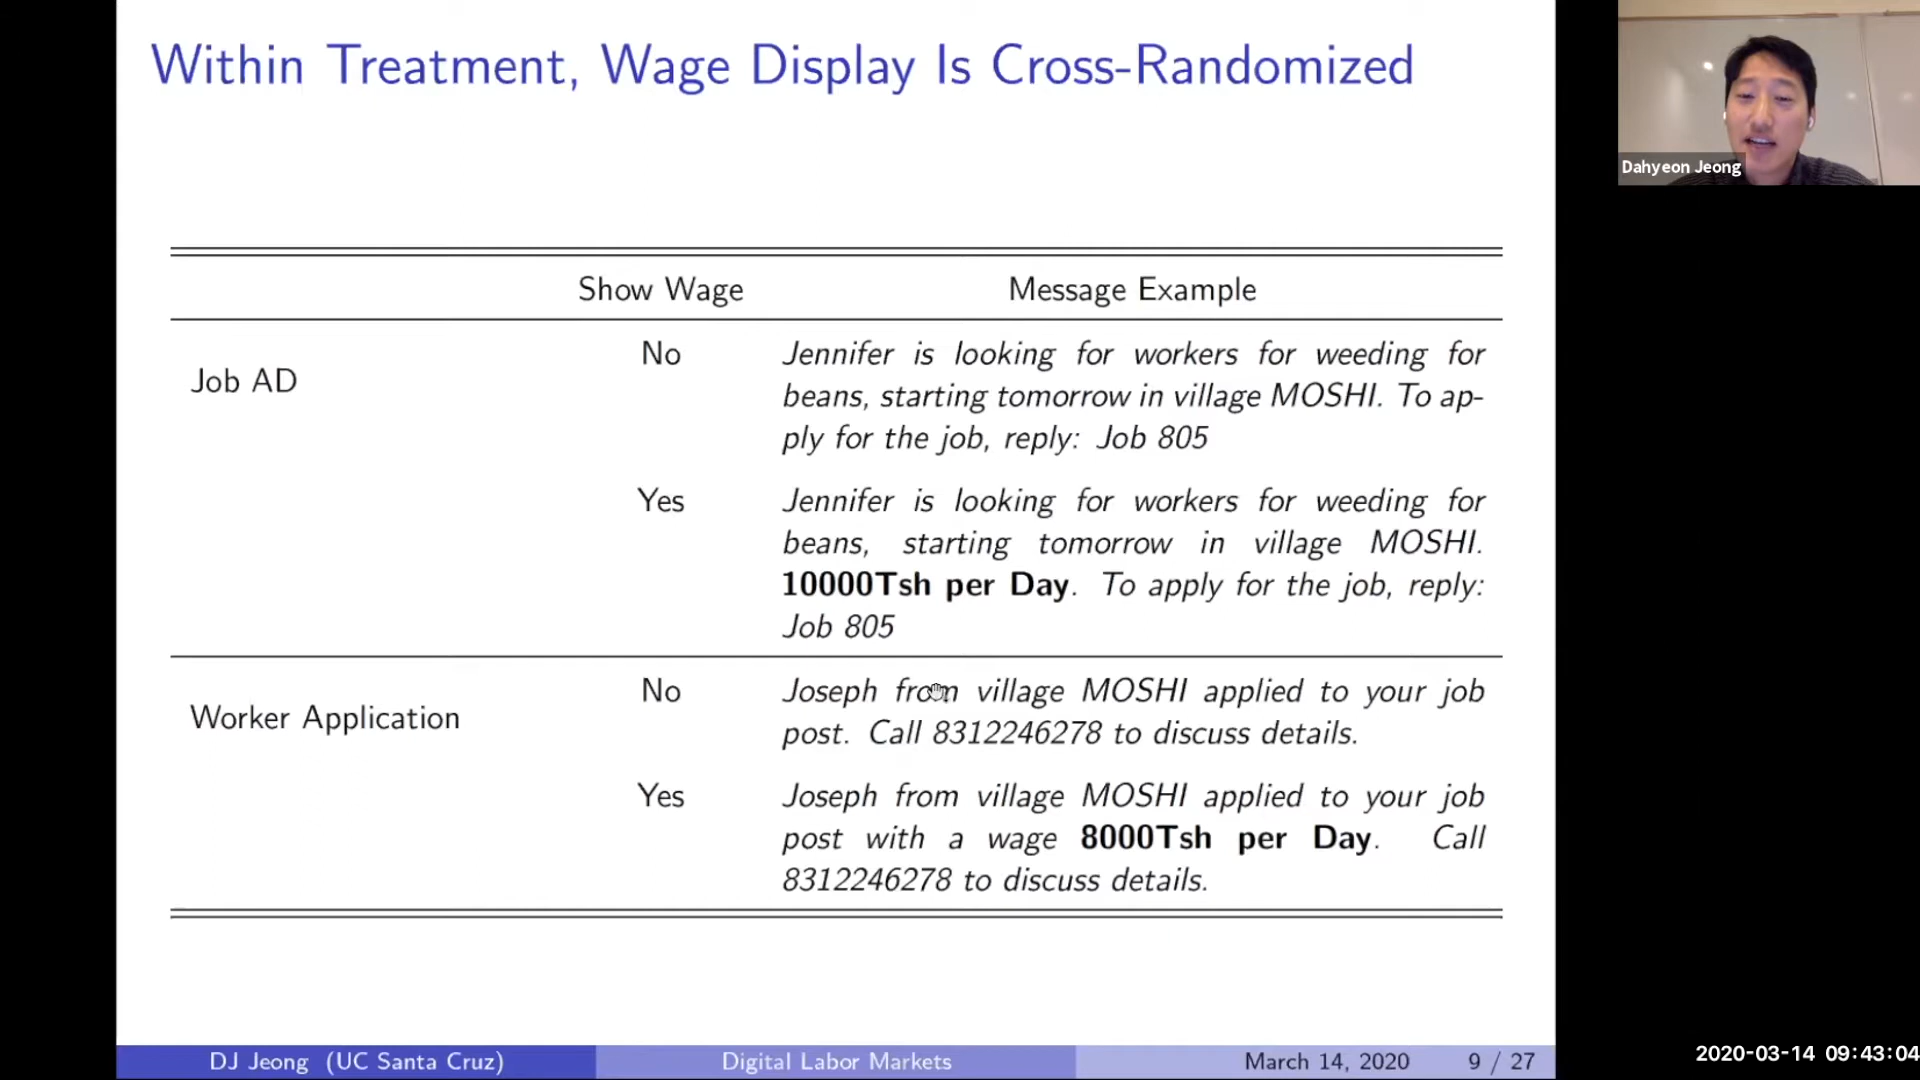 Within Treatment, Wage Display Is Cross-Randomized
Dahyeon Jeong
Show Wage Message Example
Job AD
No
Jennifer is looking for workers for weeding for
beans, starting tomorrow in village MOSHI. To ap-
ply for the job, reply: Job 805
Yes
Jennifer is looking for workers for weeding for
beans, starting tomorrow in village MOSHI.
10000Tsh per Day. To apply for the job, reply:
Job 805
Worker Application
No
Joseph from village MOSHI applied to your job
post. Call 8312246278 to discuss details.
Yes
Joseph from village MOSHI applied to your job
post with a wage 8000Tsh per Day. Call
8312246278 to discuss details.
DJ Jeong (UC Santa Cruz) Digital Labor Markets March 14, 2020 9 / 27
2020-03-14 09:43:04